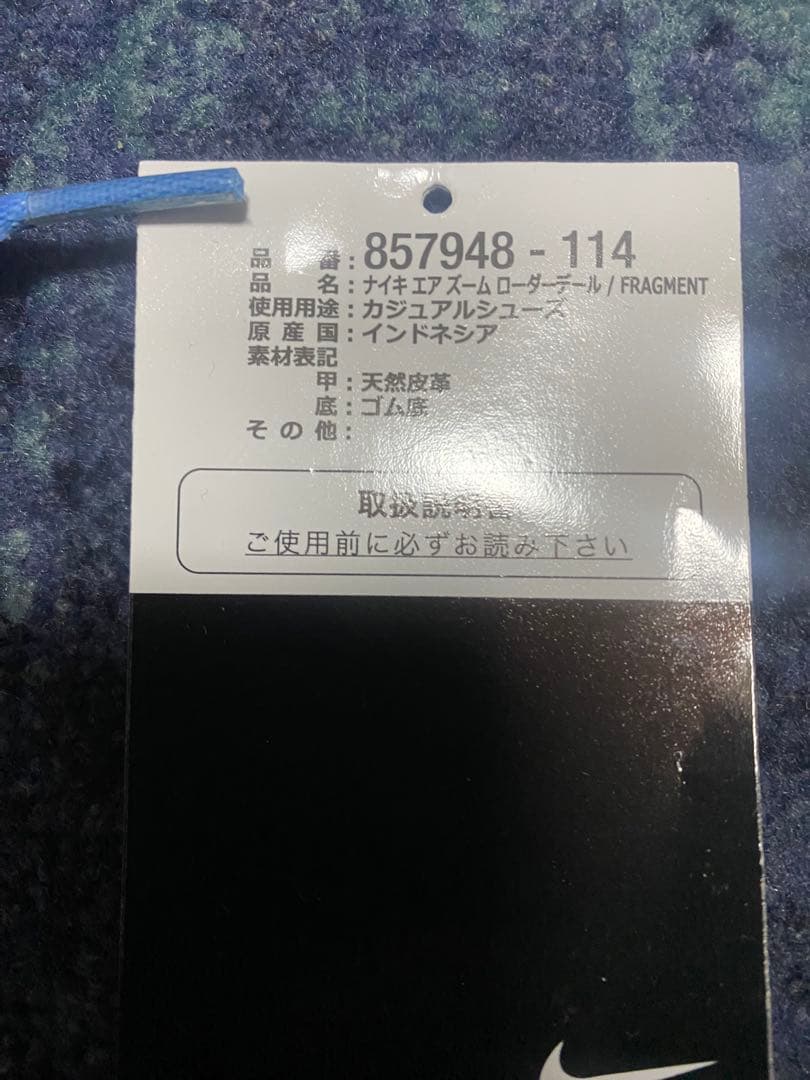 品番:857948-114
品名:ナイキ エア ズーム ローダーデール / FRAGMENT
使用用途:カジュアルシューズ
原産国:インドネシア
素材表記
甲:天然皮革
底:ゴム底
その他:
取扱説明書
ご使用前に必ずお読み下さい